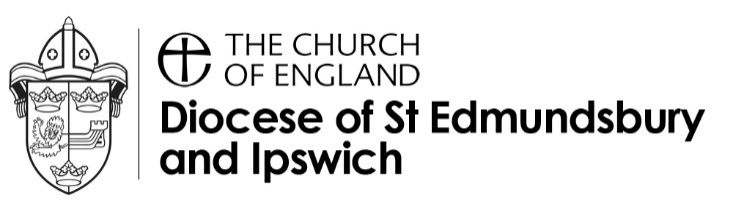 THE CHURCH
OF ENGLAND
Diocese of St Edmundsbury
and Ipswich